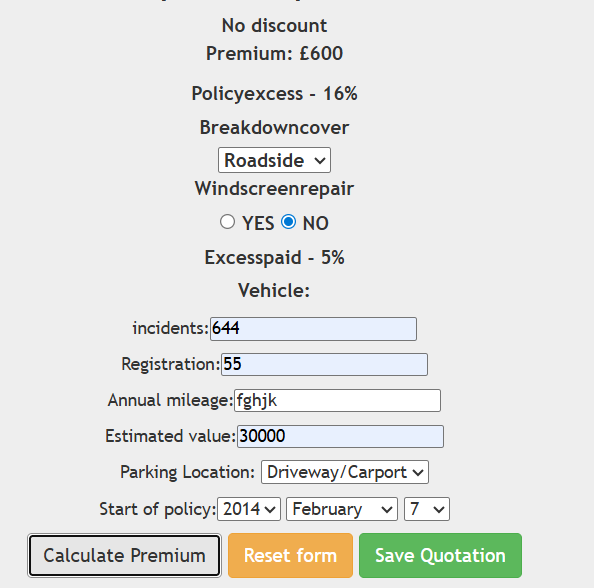 No discount
Premium: £600
Policyexcess - 16%
Breakdowncover
Roadside
Windscreenrepair
YES NO
Excesspaid - 5%
Vehicle:
incidents: 644
Registration: 55
Annual mileage: fghjk
Estimated value: 30000
Parking Location: Driveway/Carport
Start of policy: 2014 February 7
Calculate Premium Reset form Save Quotation